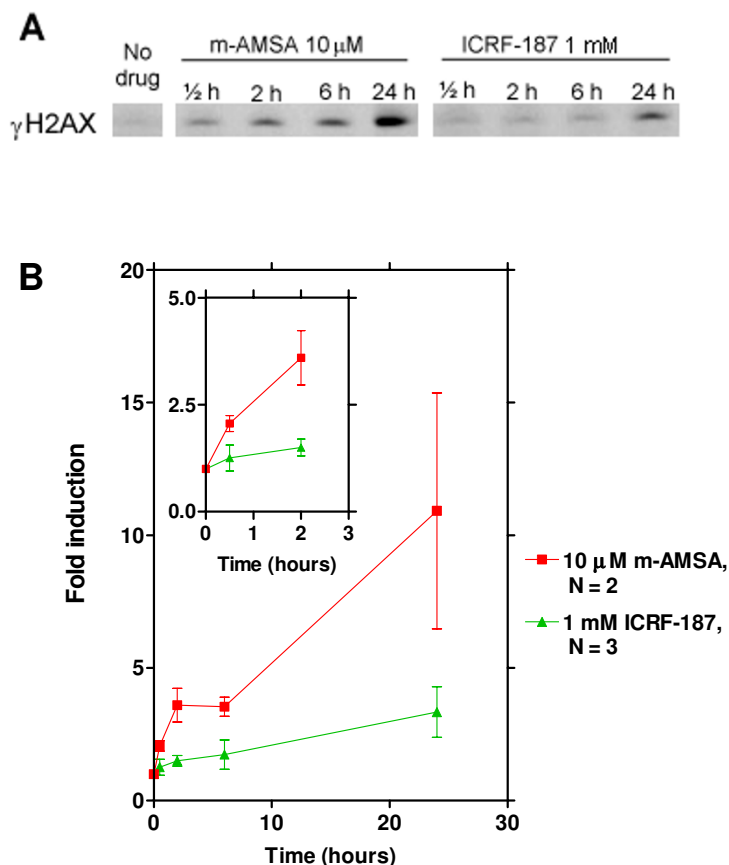 A
No
drug
m-AMSA 10 μM
ICRF-187 1 mM
½ h 2 h 6 h 24 h ½ h 2 h 6 h 24 h
γH2AX
B
20
15
10
5
0
0 10 20 30
Fold induction
Time (hours)
5.0
2.5
0.0
0 1 2 3
Time (hours)
10 μM m-AMSA,
N = 2
1 mM ICRF-187,
N = 3